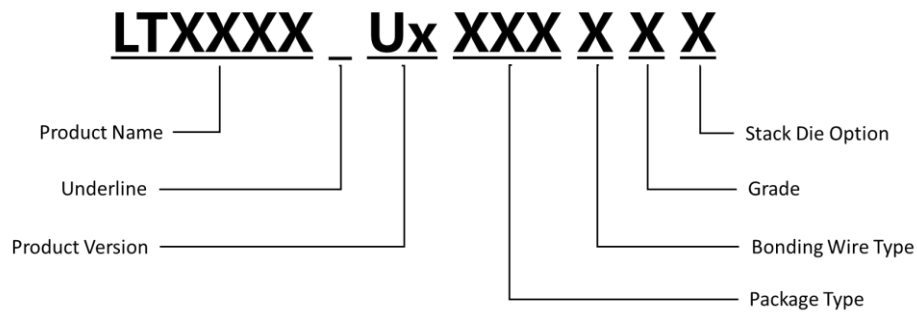 LTXXXX _ Ux XXX X X X
Product Name
Stack Die Option
Underline
Grade
Product Version
Bonding Wire Type
Package Type